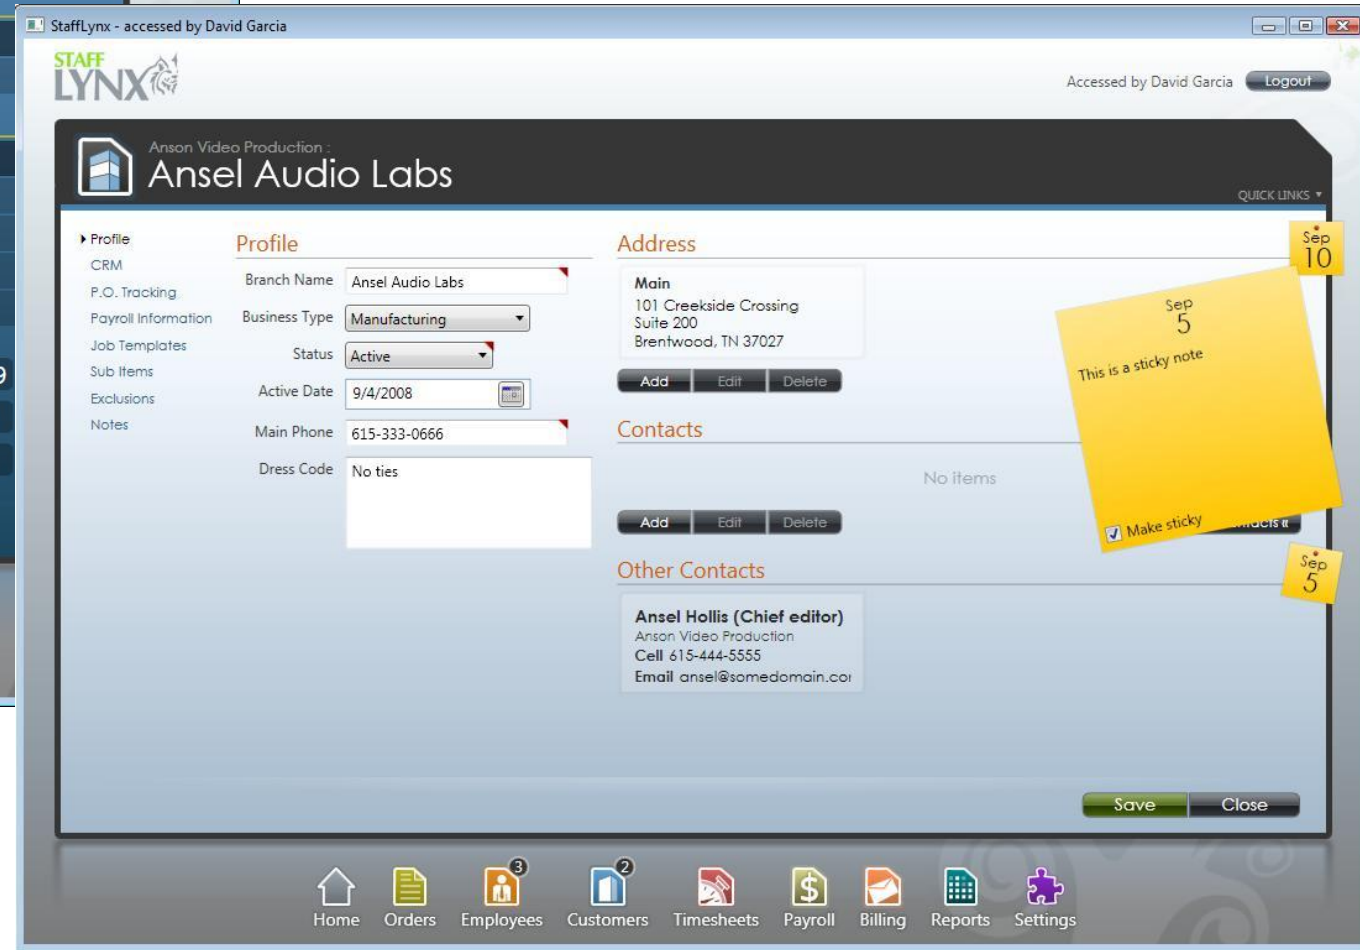 StaffLynx - accessed by David Garcia
STAFF
LYNX
Accessed by David Garcia
Logout
Anson Video Production :
Ansel Audio Labs
QUICK LINKS
Profile
CRM
P.O. Tracking
Payroll Information
Job Templates
Sub Items
Exclusions
Notes
Profile
Branch Name Ansel Audio Labs
Business Type Manufacturing
Status Active
Active Date 9/4/2008
Main Phone 615-333-0666
Dress Code No ties
Address
Main
101 Creekside Crossing
Suite 200
Brentwood, TN 37027
Add Edit Delete
Contacts
No items
Add Edit Delete
Other Contacts
Ansel Hollis (Chief editor)
Anson Video Production
Cell 615-444-5555
Email ansel@somedomain.co
Sep
10
Sep
5
This is a sticky note
Make sticky
Sep
5
Save Close
9
3
2
Home Orders Employees Customers Timesheets Payroll Billing Reports Settings